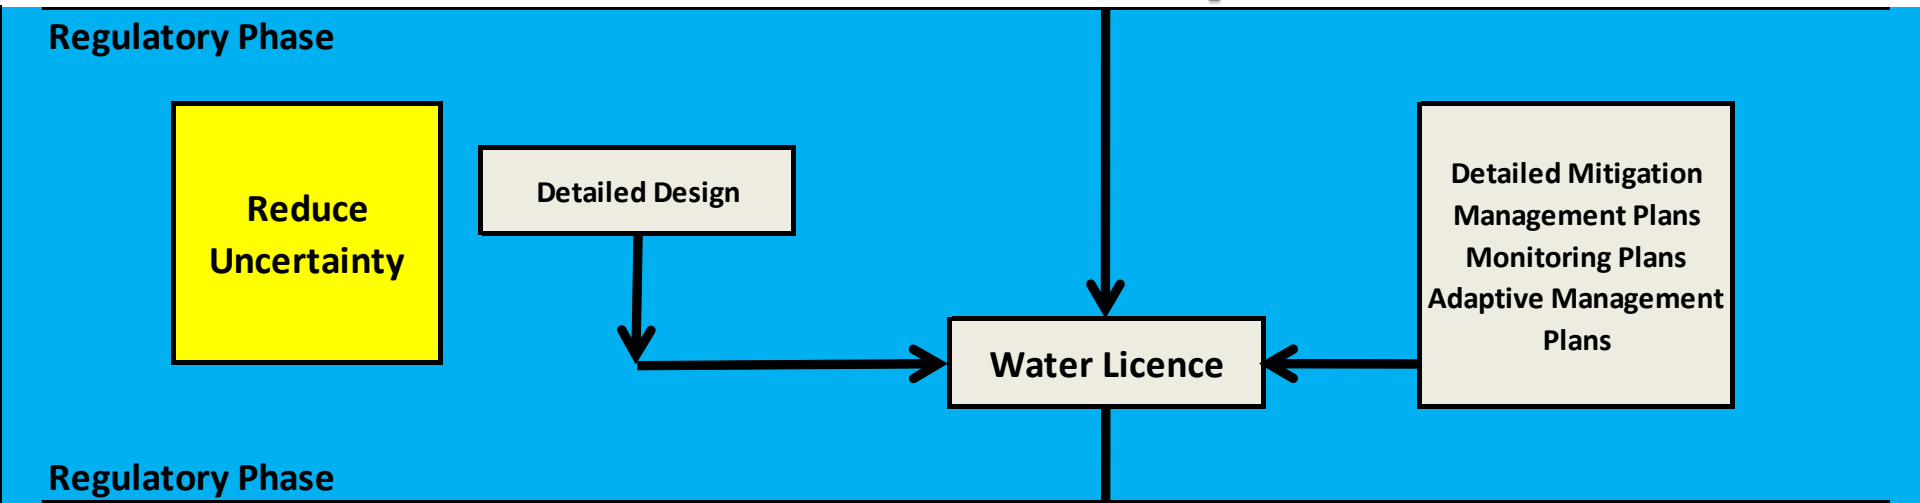 Regulatory Phase
Reduce
Uncertainty
Detailed Design
Water Licence
Detailed Mitigation
Management Plans
Monitoring Plans
Adaptive Management
Plans
Regulatory Phase